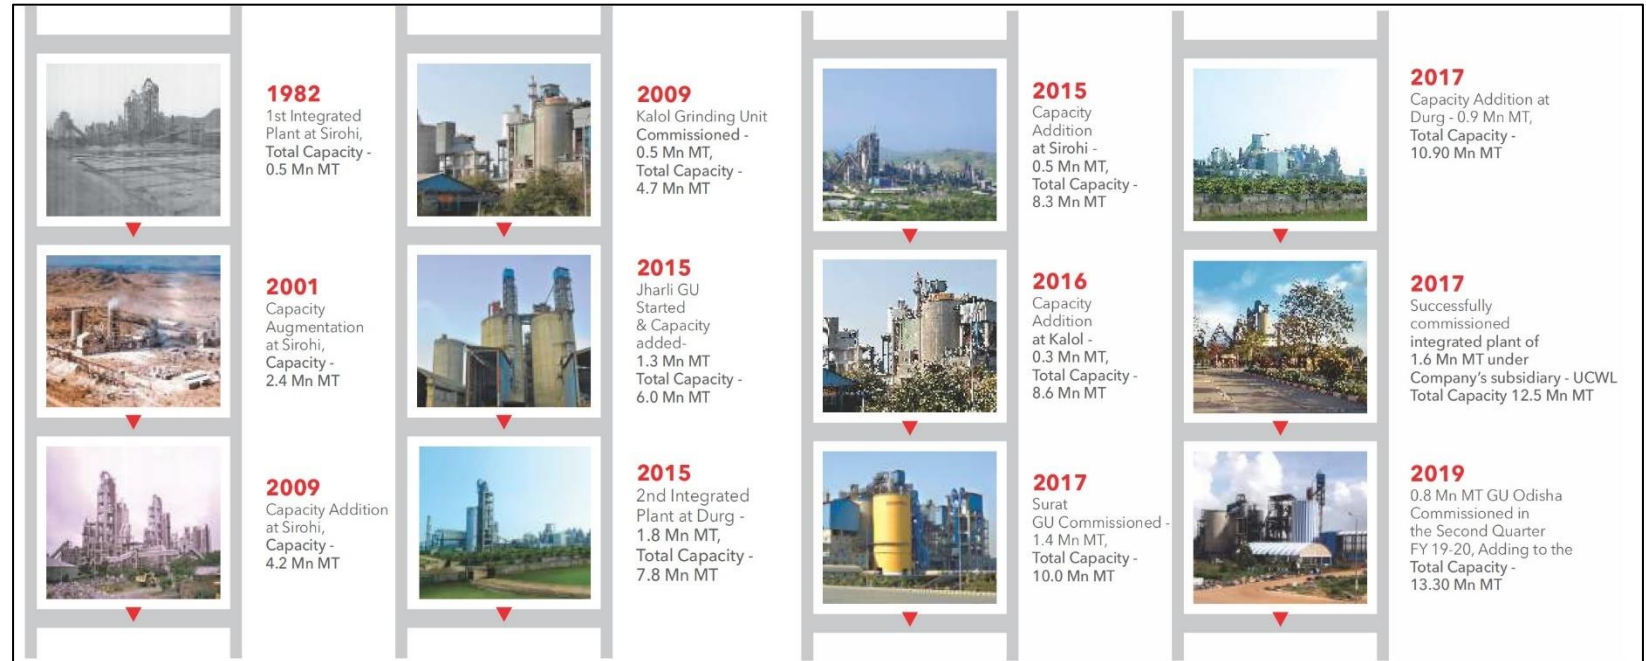 1982
1st Integrated
Plant at Sirohi,
Total Capacity -
0.5 Mn MT
2001
Capacity
Augmentation
at Sirohi,
Capacity -
2.4 Mn MT
2009
Capacity Addition
at Sirohi,
Capacity -
4.2 Mn MT
2009
Kalol Grinding Unit
Commissioned -
0.5 Mn MT,
Total Capacity -
4.7 Mn MT
2015
Jharli GU
Started
& Capacity
added-
1.3 Mn MT
Total Capacity -
6.0 Mn MT
2015
2nd Integrated
Plant at Durg -
1.8 Mn MT,
Total Capacity -
7.8 Mn MT
2015
Capacity
Addition
at Sirohi -
0.5 Mn MT,
Total Capacity -
8.3 Mn MT
2016
Capacity
Addition
at Kalol -
0.3 Mn MT,
Total Capacity -
8.6 Mn MT
2017
Surat
GU Commissioned -
1.4 Mn MT,
Total Capacity -
10.0 Mn MT
2017
Capacity Addition at
Durg - 0.9 Mn MT,
Total Capacity -
10.90 Mn MT
2017
Successfully
commissioned
integrated plant of
1.6 Mn MT under
Company's subsidiary - UCWL
Total Capacity 12.5 Mn MT
2019
0.8 Mn MT GU Odisha
Commissioned in
the Second Quarter
FY 19-20, Adding to the
Total Capacity -
13.30 Mn MT